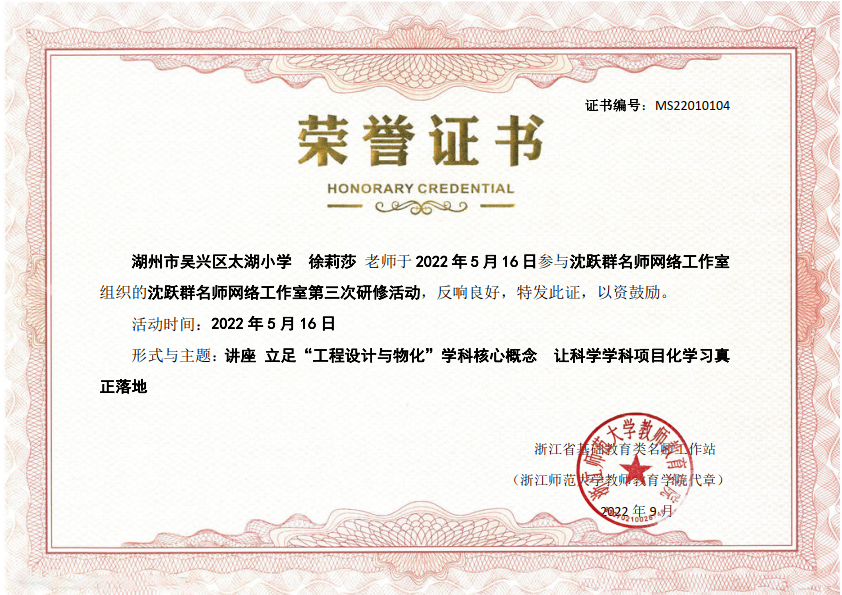 证书编号：MS22010104
荣誉证书
HONORARY CREDENTIAL
湖州市吴兴区太湖小学 徐莉莎 老师于 2022 年 5 月 16 日参与沈跃群名师网络工作室
组织的沈跃群名师网络工作室第三次研修活动，反响良好，特发此证，以资鼓励。
活动时间：2022 年 5 月 16 日
形式与主题：讲座 立足“工程设计与物化”学科核心概念 让科学学科项目化学习真
正落地
浙江省基础教育类名师工作站
（浙江师范大学教师教育学院代章）
2022 年 9 月
浙江师范大学教师教育学院